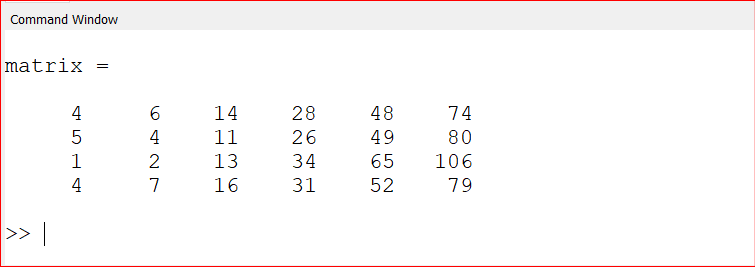 Command Window
matrix =
4 6 14 28 48 74
5 4 11 26 49 80
1 2 13 34 65 106
4 7 16 31 52 79
>>